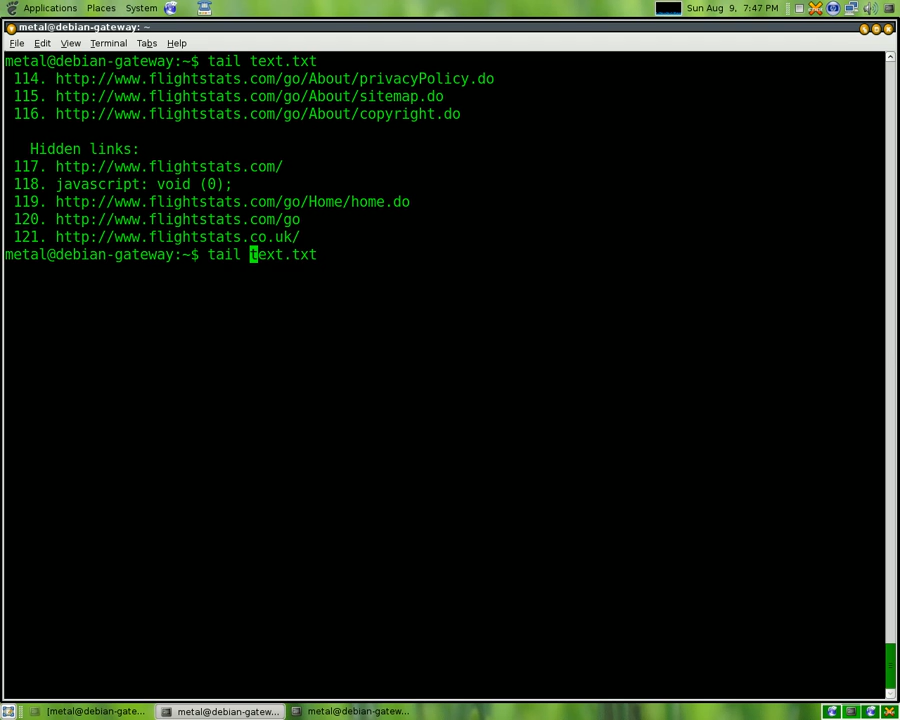 Applications Places System
Sun Aug 9, 7:47 PM
metal@debian-gateway: ~
File Edit View Terminal Tabs Help
metal@debian-gateway:~$ tail text.txt
114. http://www.flightstats.com/go/About/privacyPolicy.do
115. http://www.flightstats.com/go/About/sitemap.do
116. http://www.flightstats.com/go/About/copyright.do
Hidden links:
117. http://www.flightstats.com/
118. javascript: void (0);
119. http://www.flightstats.com/go/Home/home.do
120. http://www.flightstats.com/go
121. http://www.flightstats.co.uk/
metal@debian-gateway:~$ tail text.txt
[metal@debian-gate... metal@debian-gatew... metal@debian-gatew...